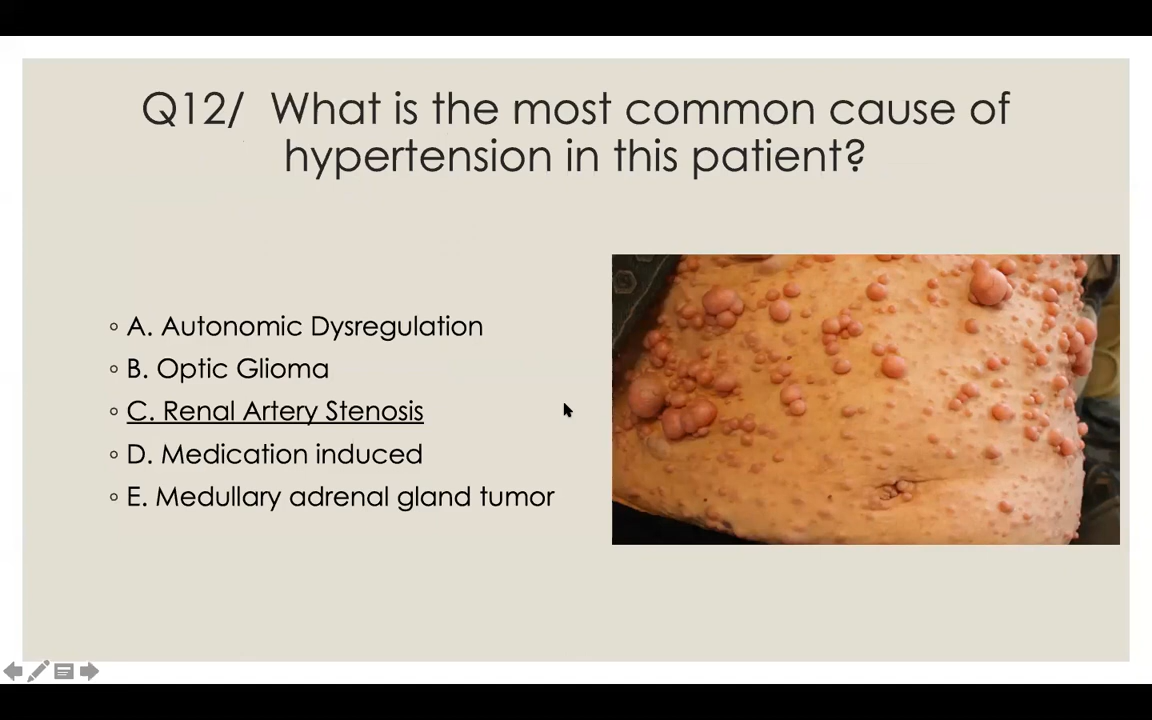 Q12/ What is the most common cause of
hypertension in this patient?
◦ A. Autonomic Dysregulation
◦ B. Optic Glioma
◦ C. Renal Artery Stenosis
◦ D. Medication induced
◦ E. Medullary adrenal gland tumor